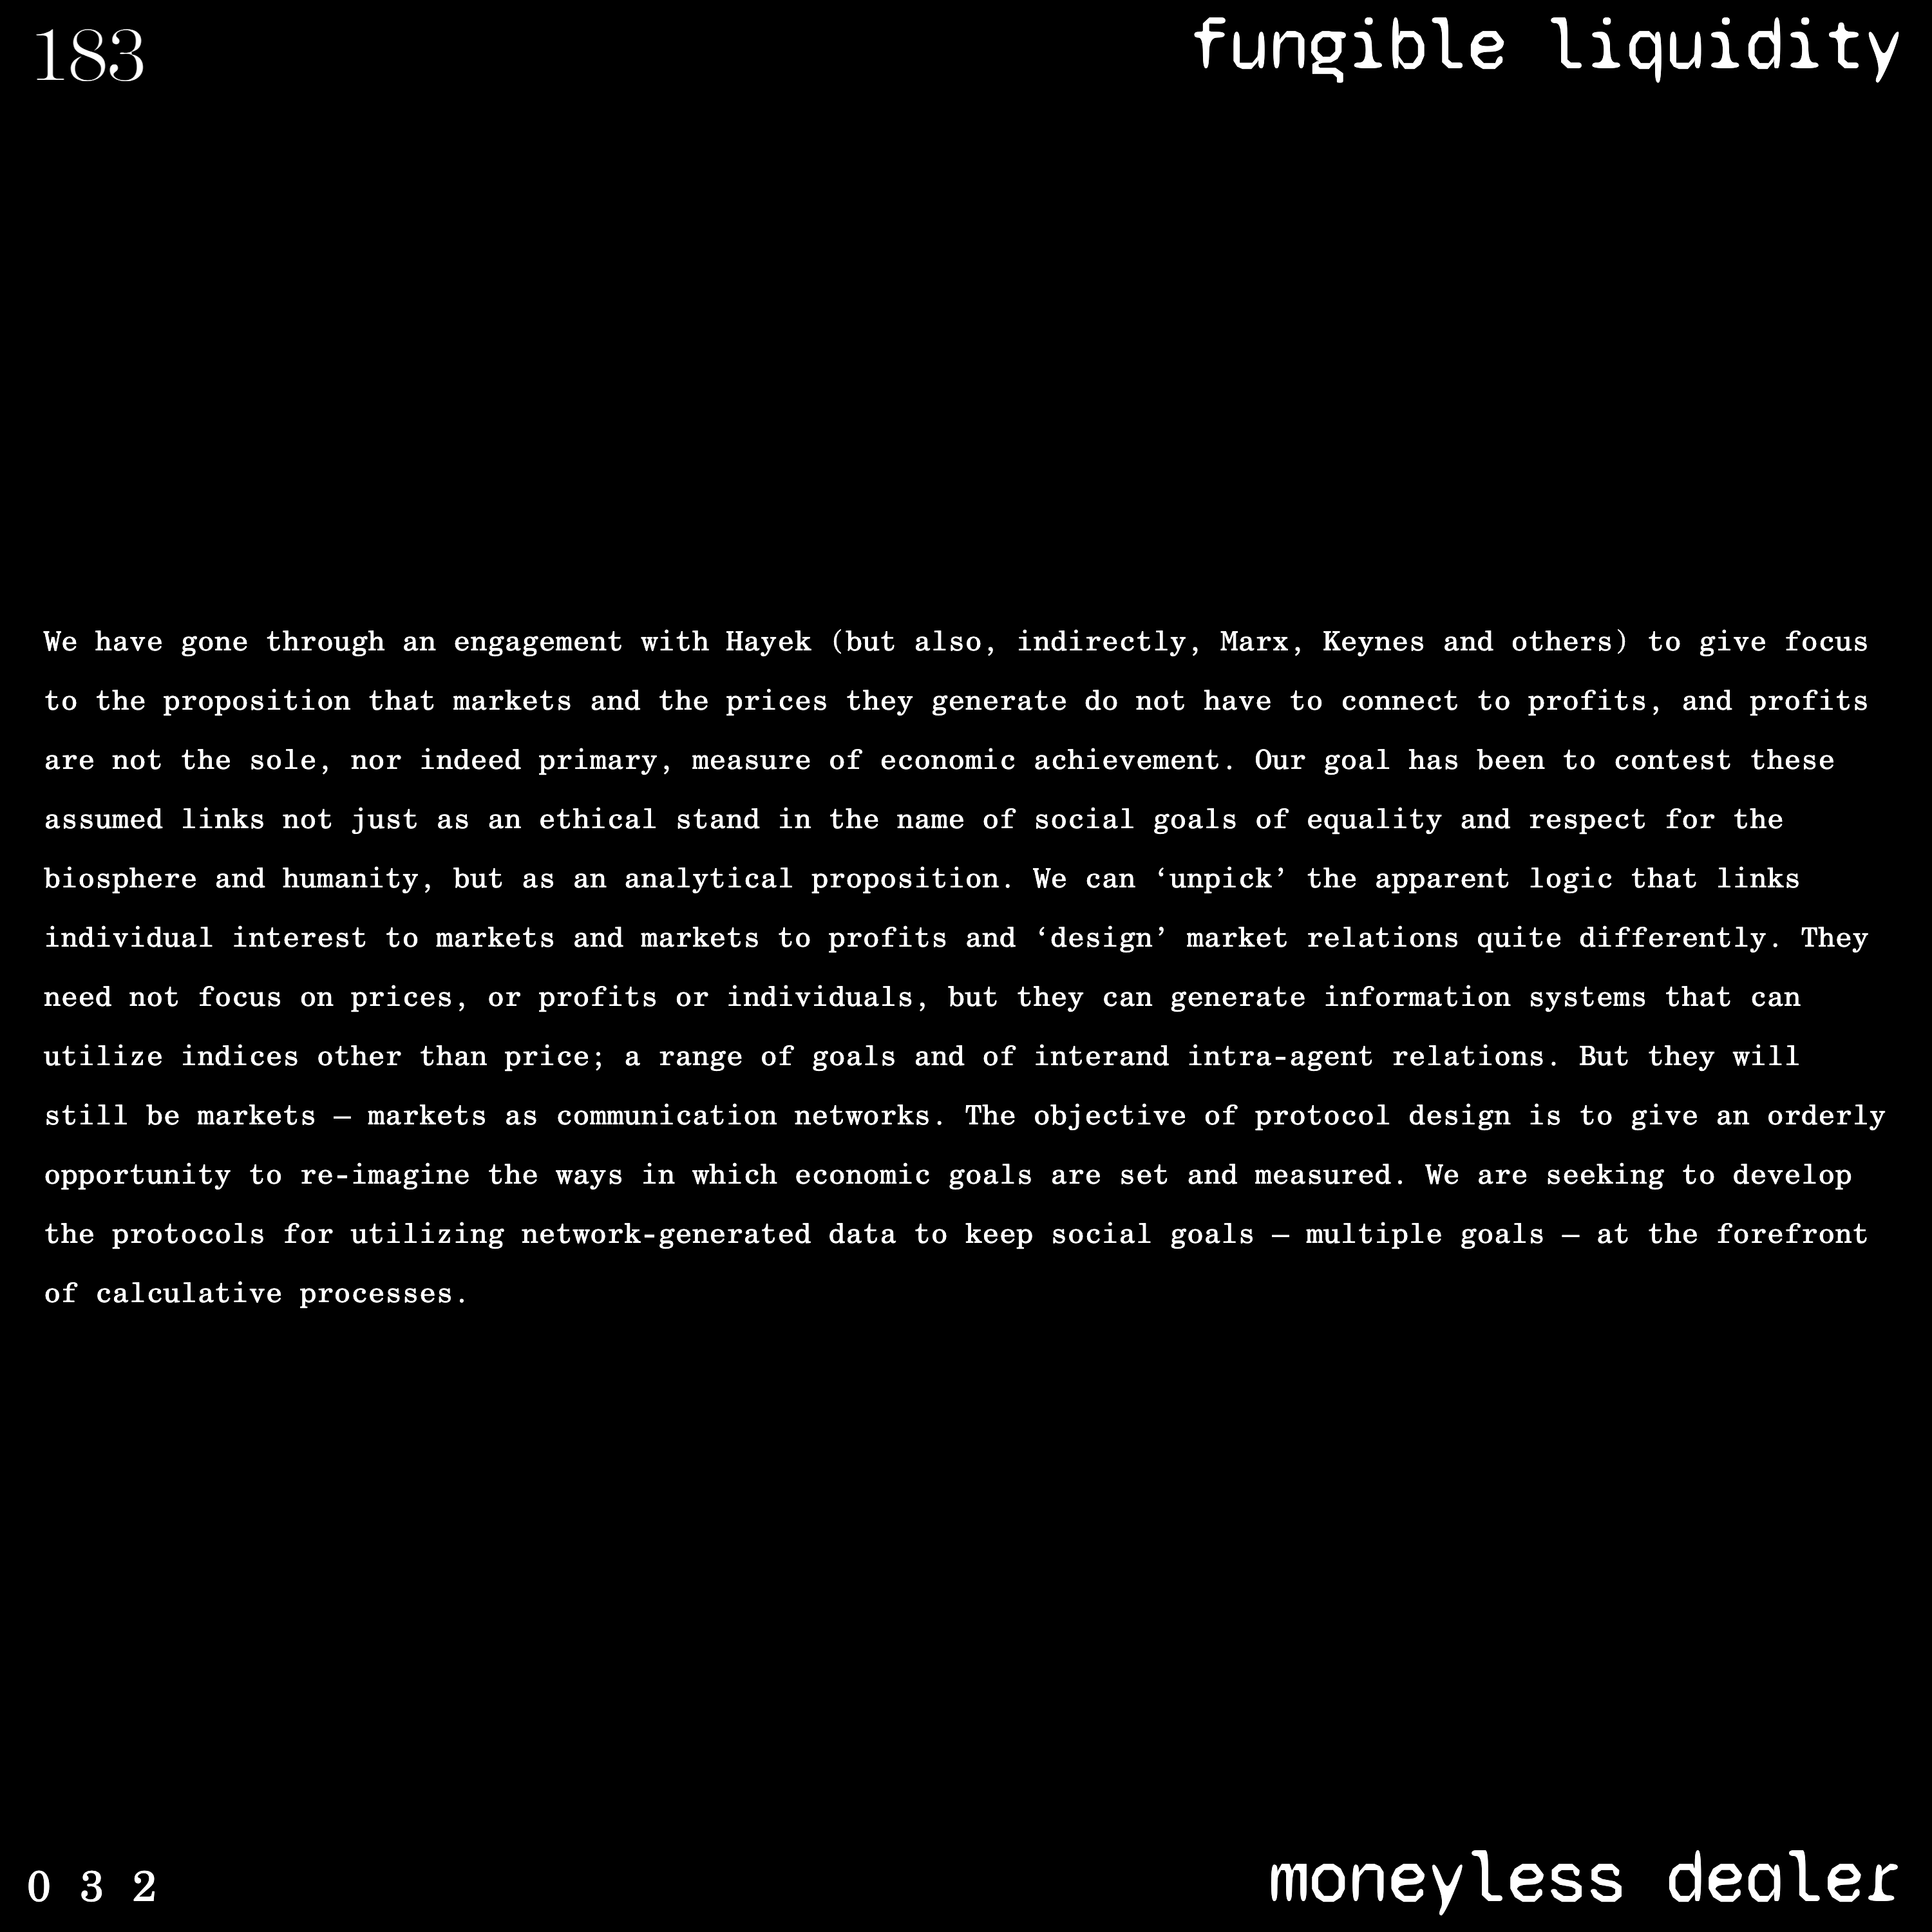 183
fungible liquidity
We have gone through an engagement with Hayek (but also, indirectly, Marx, Keynes and others) to give focus
to the proposition that markets and the prices they generate do not have to connect to profits, and profits
are not the sole, nor indeed primary, measure of economic achievement. Our goal has been to contest these
assumed links not just as an ethical stand in the name of social goals of equality and respect for the
biosphere and humanity, but as an analytical proposition. We can ‘unpick’ the apparent logic that links
individual interest to markets and markets to profits and ‘design’ market relations quite differently. They
need not focus on prices, or profits or individuals, but they can generate information systems that can
utilize indices other than price; a range of goals and of interand intra-agent relations. But they will
still be markets – markets as communication networks. The objective of protocol design is to give an orderly
opportunity to re-imagine the ways in which economic goals are set and measured. We are seeking to develop
the protocols for utilizing network-generated data to keep social goals – multiple goals – at the forefront
of calculative processes.
0 3 2
moneyless dealer